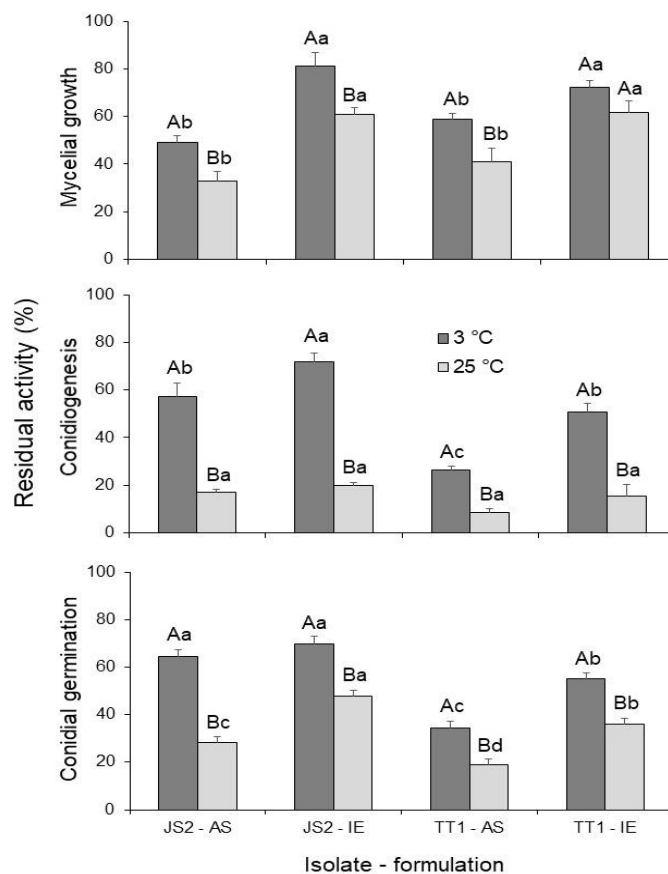 100
80
60
40
20
0
Mycelial growth
Aa
Ab
Bb
Ba
Ab
Bb
Aa
Aa
Residual activity (%)
100
80
60
40
20
0
Conidiogenesis
3 °C
25 °C
Ab
Ba
Aa
Ba
Ac
Ba
Ab
Ba
100
80
60
40
20
0
Conidial germination
Aa
Bc
Aa
Ba
Ac
Bd
Ab
Bb
JS2 - AS
JS2 - IE
TT1 - AS
TT1 - IE
Isolate - formulation